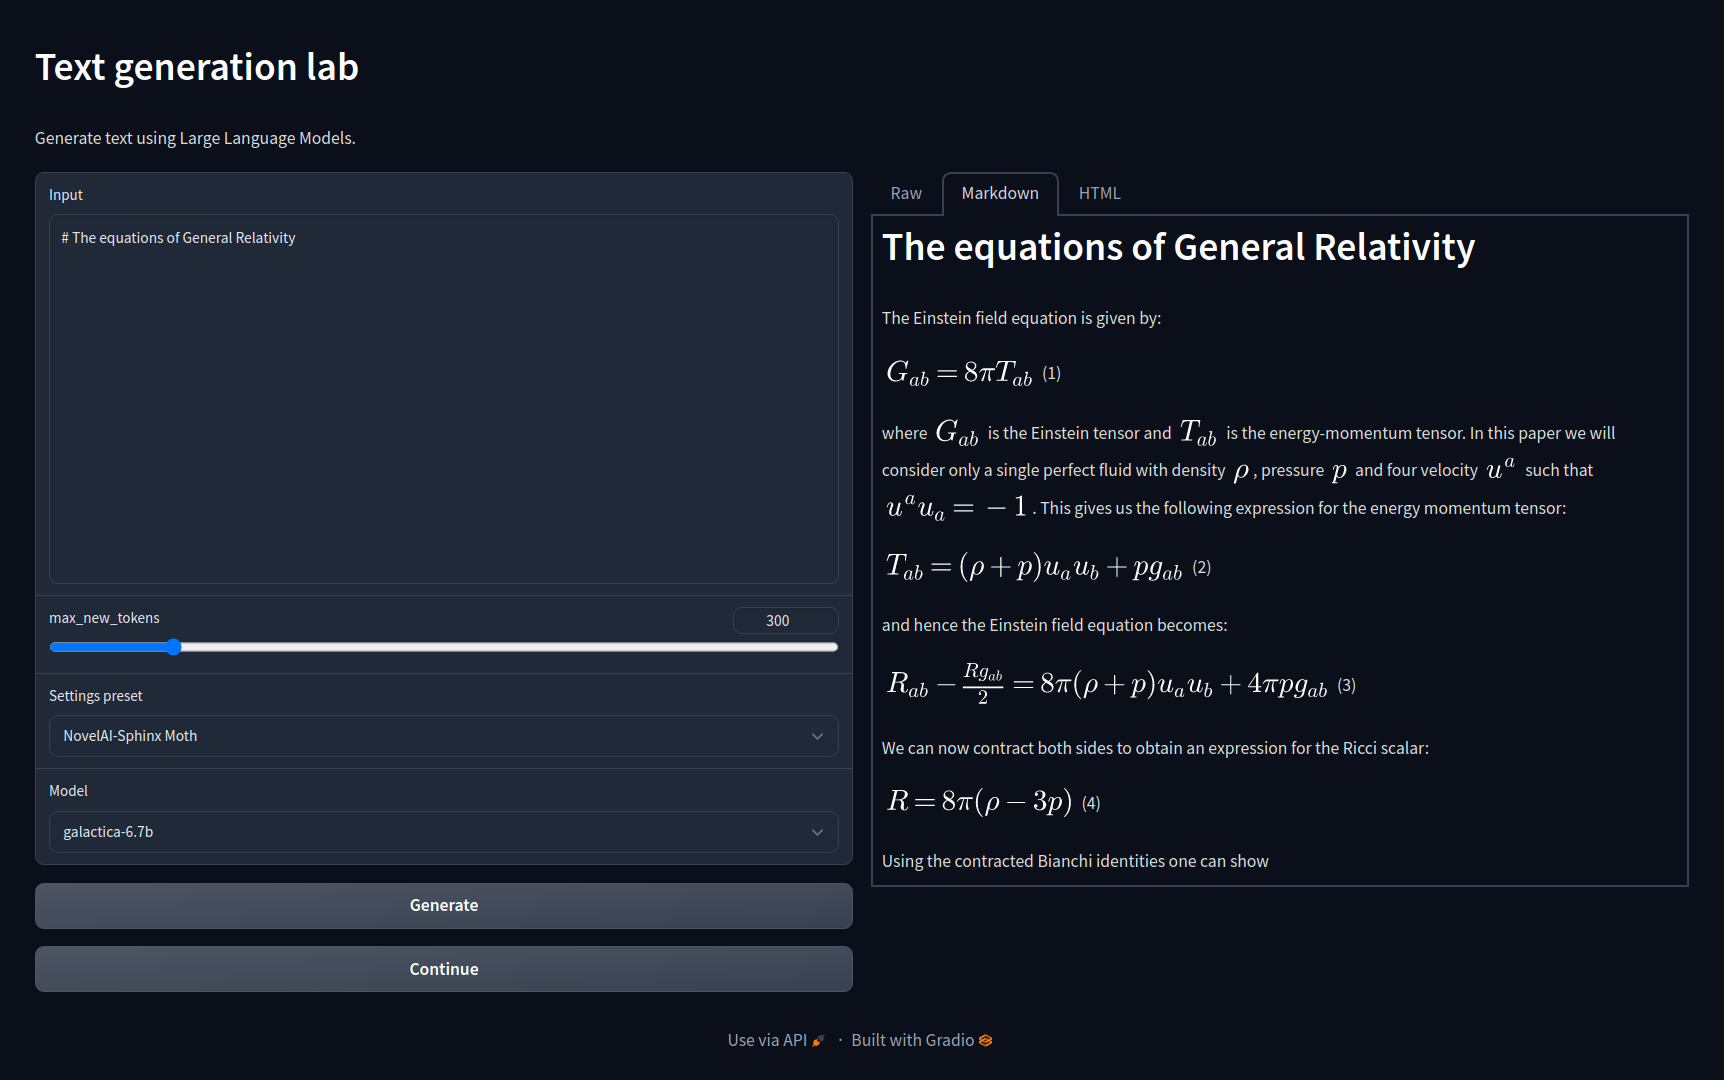 Text generation lab
Generate text using Large Language Models.
Input
# The equations of General Relativity
max_new_tokens
300
Settings preset
NovelAI-Sphinx Moth
Model
galactica-6.7b
Generate
Continue
Raw
Markdown
HTML
The equations of General Relativity
The Einstein field equation is given by:
$G_{ab} = 8\pi T_{ab}$ (1)
where $G_{ab}$ is the Einstein tensor and $T_{ab}$ is the energy-momentum tensor. In this paper we will
consider only a single perfect fluid with density $\rho$, pressure $p$ and four velocity $u^a$ such that
$u^a u_a = -1$. This gives us the following expression for the energy momentum tensor:
$T_{ab} = (\rho + p)u_a u_b + pg_{ab}$ (2)
and hence the Einstein field equation becomes:
$R_{ab} - \frac{Rg_{ab}}{2} = 8\pi(\rho + p)u_a u_b + 4\pi pg_{ab}$ (3)
We can now contract both sides to obtain an expression for the Ricci scalar:
$R = 8\pi(\rho - 3p)$ (4)
Using the contracted Bianchi identities one can show
Use via API · Built with Gradio